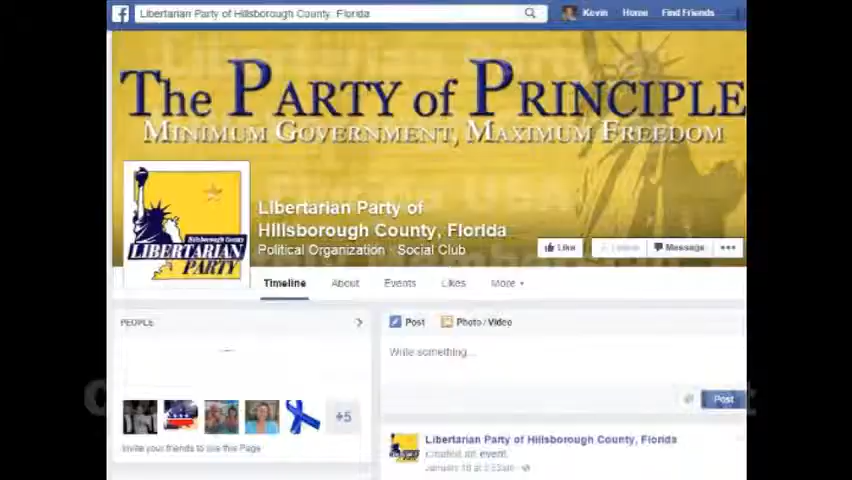 Libertarian Party of Hillsborough County, Florida
Kevin Home Find Friends
The PARTY of PRINCIPLE
MINIMUM GOVERNMENT, MAXIMUM FREEDOM
Hillsborough County
LIBERTARIAN
PARTY
Libertarian Party of
Hillsborough County, Florida
Political Organization · Social Club
Like Message •••
Timeline About Events Likes More
PEOPLE
Post Photo / Video
Write something...
Post
+5
Invite your friends to like this Page
Libertarian Party of Hillsborough County, Florida
created an event.